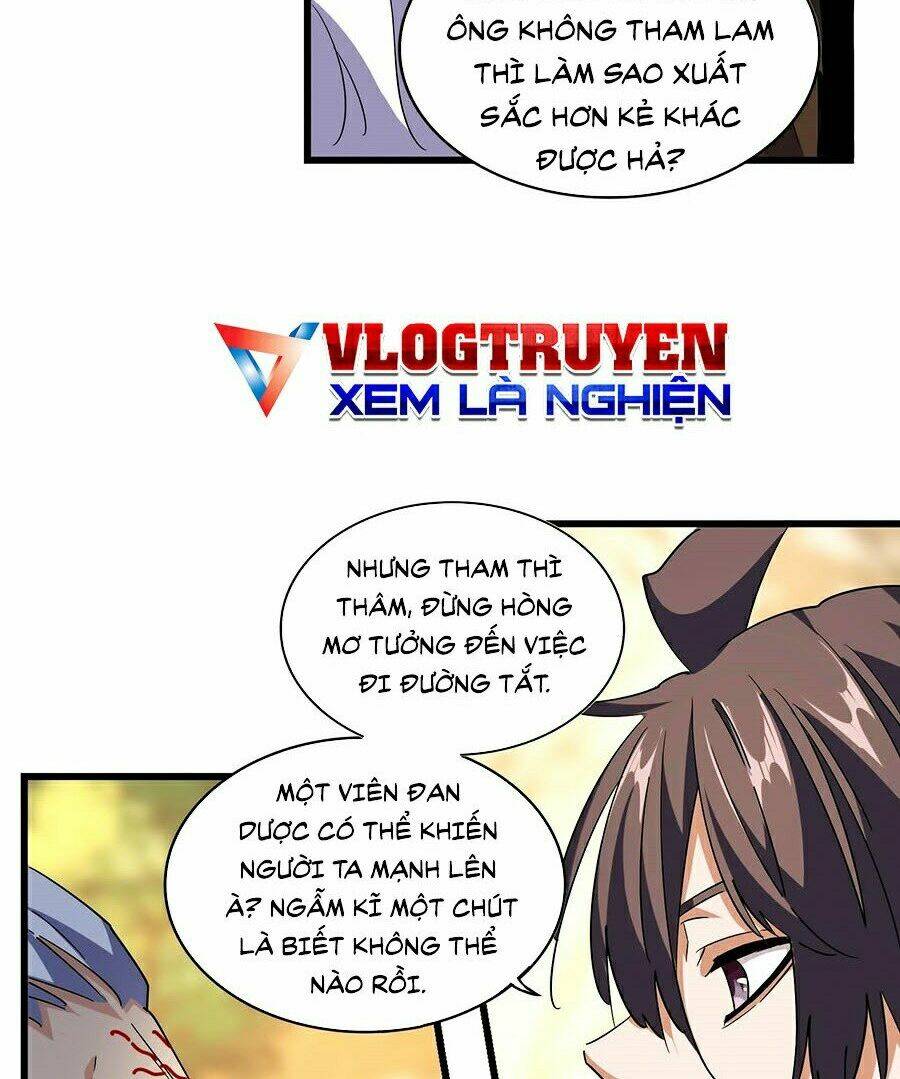 ÔNG KHÔNG THAM LAM
THÌ LÀM SAO XUẤT
SẮC HƠN KẺ KHÁC
ĐƯỢC HẢ?
VLOGTRUYEN
XEM LÀ NGHIỆN
NHƯNG THAM THÌ
THÂM, ĐỪNG HÒNG
MƠ TƯỞNG ĐẾN VIỆC
ĐI ĐƯỜNG TẮT.
MỘT VIÊN ĐAN
DƯỢC CÓ THỂ KHIẾN
NGƯỜI TA MẠNH LÊN
À? NGẪM KĨ MỘT CHÚT
LÀ BIẾT KHÔNG THỂ
NÀO RỒI.